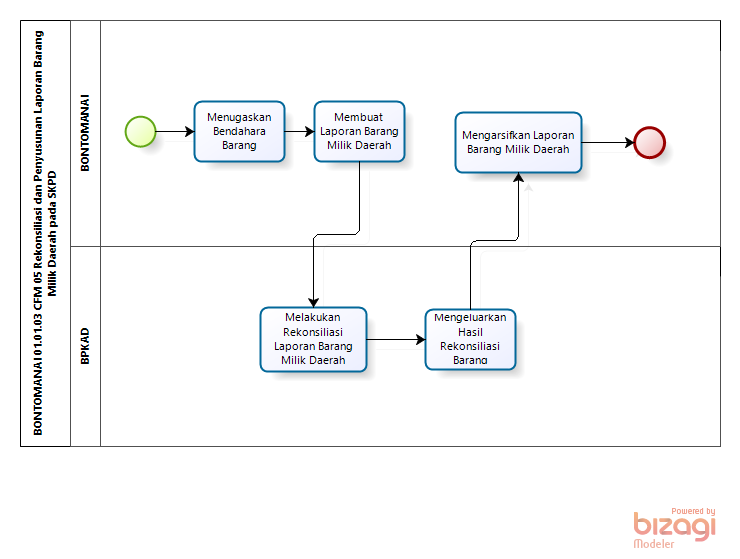 BONTOMANAI 01.01.03 CFM 05 Rekonsiliasi dan Penyusunan Laporan Barang
Milik Daerah pada SKPD
BONTOMANAI
Menugaskan
Bendahara
Barang
Membuat
Laporan Barang
Milik Daerah
Mengarsifkan Laporan
Barang Milik Daerah
BPKAD
Melakukan
Rekonsiliasi
Laporan Barang
Milik Daerah
Mengeluarkan
Hasil
Rekonsiliasi
Barang
Powered by
bizagi
Modeler